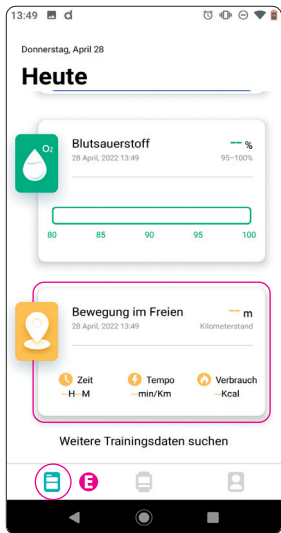 13:49 d
Donnerstag, April 28
Heute
O₂
Blutsauerstoff -- %
28 April, 2022 13:49 95–100%
80 85 90 95 100
Bewegung im Freien -- m
28 April, 2022 13:49 Kilometerstand
Zeit Tempo Verbrauch
--H--M --min/Km --Kcal
Weitere Trainingsdaten suchen
E